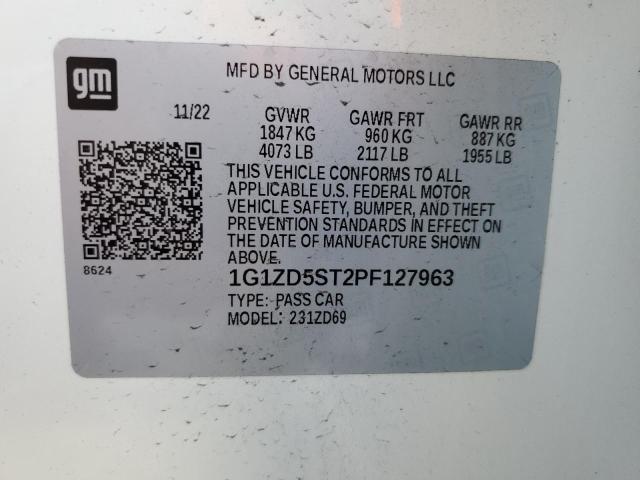 gm
MFD BY GENERAL MOTORS LLC
11/22 GVWR GAWR FRT GAWR RR
1847 KG 960 KG 887 KG
4073 LB 2117 LB 1955 LB
THIS VEHICLE CONFORMS TO ALL
APPLICABLE U.S. FEDERAL MOTOR
VEHICLE SAFETY, BUMPER, AND THEFT
PREVENTION STANDARDS IN EFFECT ON
THE DATE OF MANUFACTURE SHOWN
ABOVE.
8624
1G1ZD5ST2PF127963
TYPE: PASS CAR
MODEL: 231ZD69